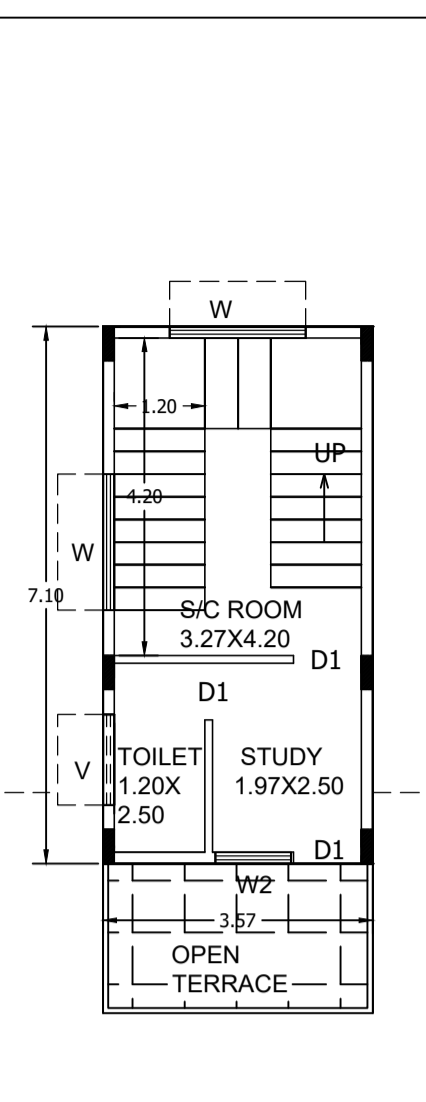 W
1.20
UP
4.20
W
7.10
S/C ROOM
3.27X4.20
D1
D1
TOILET
1.20X
2.50
STUDY
1.97X2.50
V
D1
W2
3.57
OPEN
TERRACE